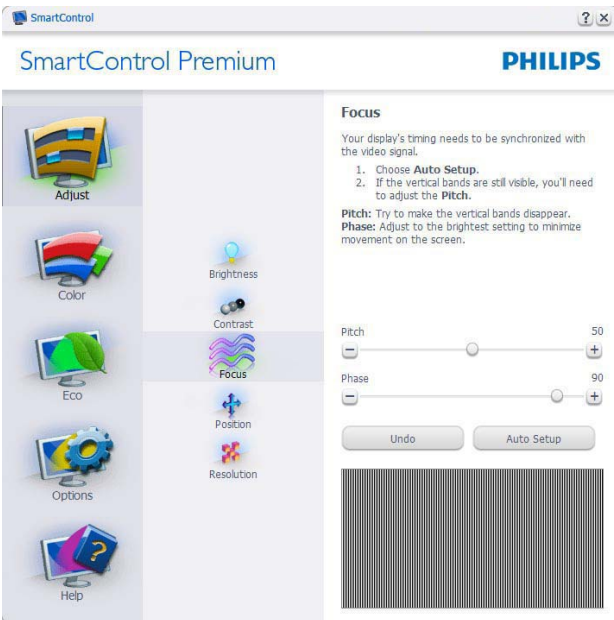 SmartControl
? x
SmartControl Premium
PHILIPS
Adjust
Color
Eco
Options
Help
Brightness
Contrast
Focus
Position
Resolution
Focus
Your display's timing needs to be synchronized with
the video signal.
1. Choose Auto Setup.
2. If the vertical bands are still visible, you'll need
to adjust the Pitch.
Pitch: Try to make the vertical bands disappear.
Phase: Adjust to the brightest setting to minimize
movement on the screen.
Pitch 50
Phase 90
Undo Auto Setup